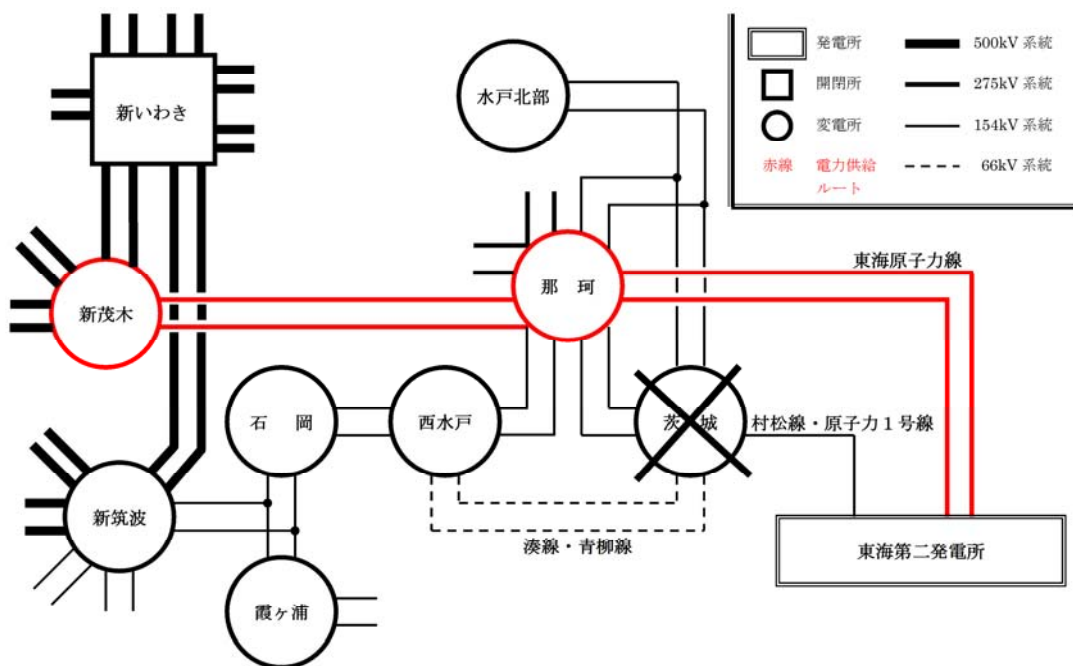 発電所
500kV 系統
開閉所
275kV 系統
変電所
154kV 系統
赤線
電力供給
ルート
66kV 系統
新いわき
水戸北部
東海原子力線
那 珂
新茂木
石 岡
西水戸
茨 城
村松線・原子力1号線
新筑波
湊線・青柳線
東海第二発電所
霞ヶ浦